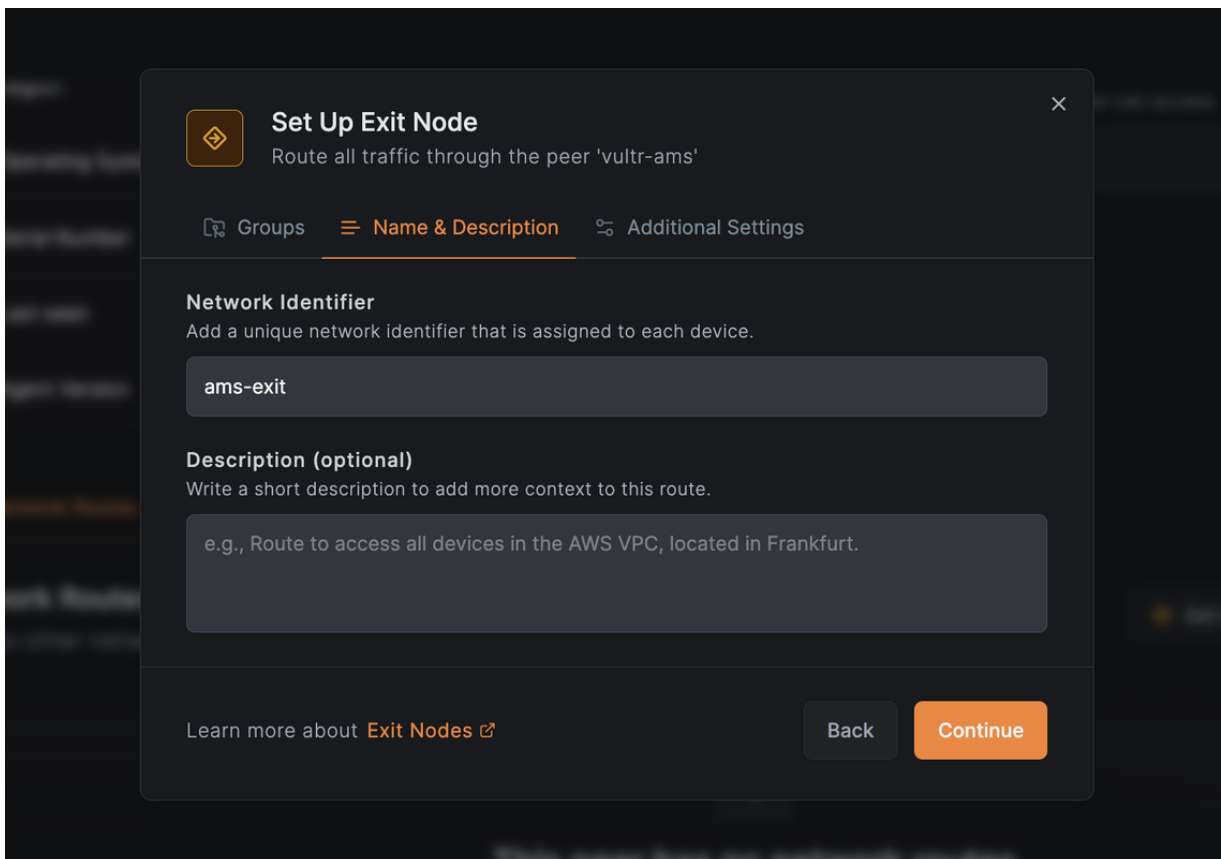 Set Up Exit Node
Route all traffic through the peer 'vultr-ams'
Groups
Name & Description
Additional Settings
Network Identifier
Add a unique network identifier that is assigned to each device.
ams-exit
Description (optional)
Write a short description to add more context to this route.
e.g., Route to access all devices in the AWS VPC, located in Frankfurt.
Learn more about Exit Nodes
Back
Continue